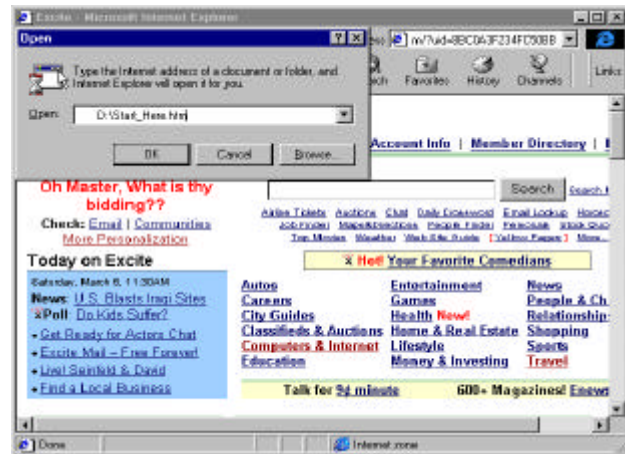 Excite - Microsoft Internet Explorer
Open
Type the Internet address of a document or folder, and
Internet Explorer will open it for you.
Open: D:\Start_Here.htm
OK Cancel Browse...
Favorites History Channels Links
Account Info | Member Directory |
Oh Master, What is thy
bidding??
Check: Email | Communities
More Personalization
Search
Airline Tickets Auctions Chat Daily Crossword Email Lookup
Job Finder Maps&Directions People Finder Personals Stock
Top Movies Weather Web Site Guide [Yellow Pages] More...
Today on Excite
Hot! Your Favorite Comedians
Saturday, March 6, 11:30AM
News: U.S. Blasts Iraqi Sites
Poll: Do Kids Suffer?
Get Ready for Actors Chat
Excite Mail – Free Forever!
Live! Seinfeld & David
Find a Local Business
Autos Entertainment News
Careers Games People & Ch
City Guides Health New! Relationship
Classifieds & Auctions Home & Real Estate Shopping
Computers & Internet Lifestyle Sports
Education Money & Investing Travel
Talk for 9¢ minute 600+ Magazines! Enews
Done Internet zone